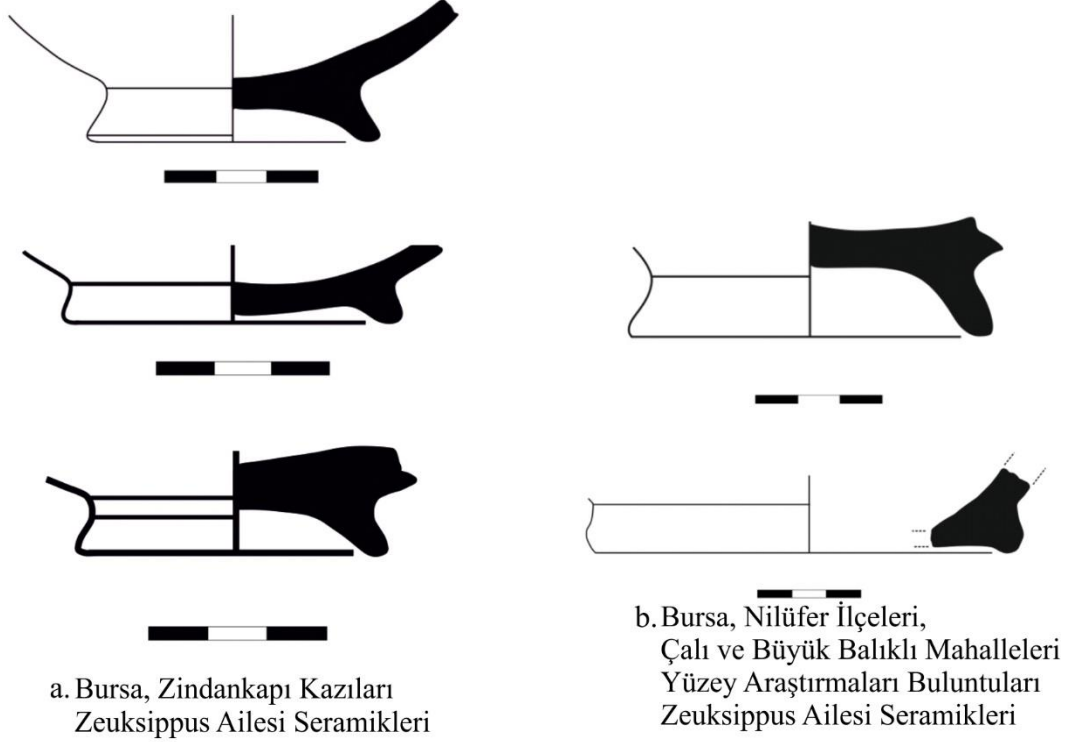 a. Bursa, Zindankapı Kazıları
Zeuksippus Ailesi Seramikleri
b. Bursa, Nilüfer İlçeleri,
Çalı ve Büyük Balıklı Mahalleleri
Yüzey Araştırmaları Buluntuları
Zeuksippus Ailesi Seramikleri